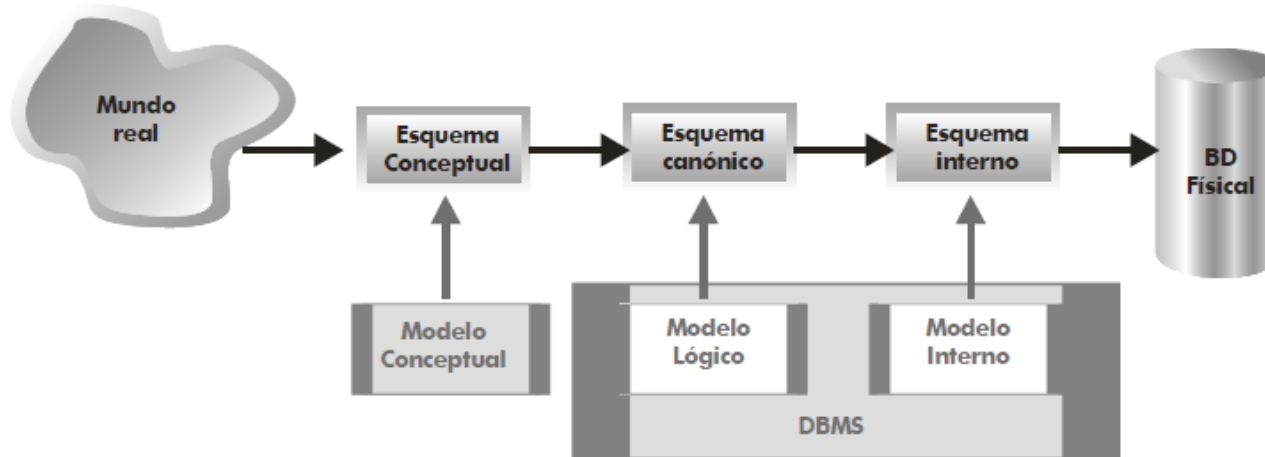 Mundo
real
Esquema
Conceptual
Esquema
canónico
Esquema
interno
BD
Físical
Modelo
Conceptual
Modelo
Lógico
Modelo
Interno
DBMS